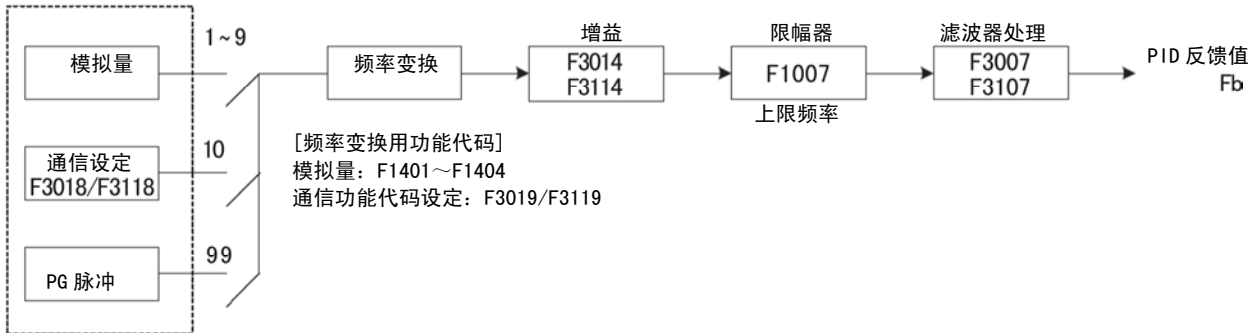 1~9
模拟量
频率变换
增益
F3014
F3114
限幅器
F1007
上限频率
滤波器处理
F3007
F3107
PID 反馈值
Fb
10
通信设定
F3018/F3118
[频率变换用功能代码]
模拟量：F1401～F1404
通信功能代码设定：F3019/F3119
99
PG 脉冲